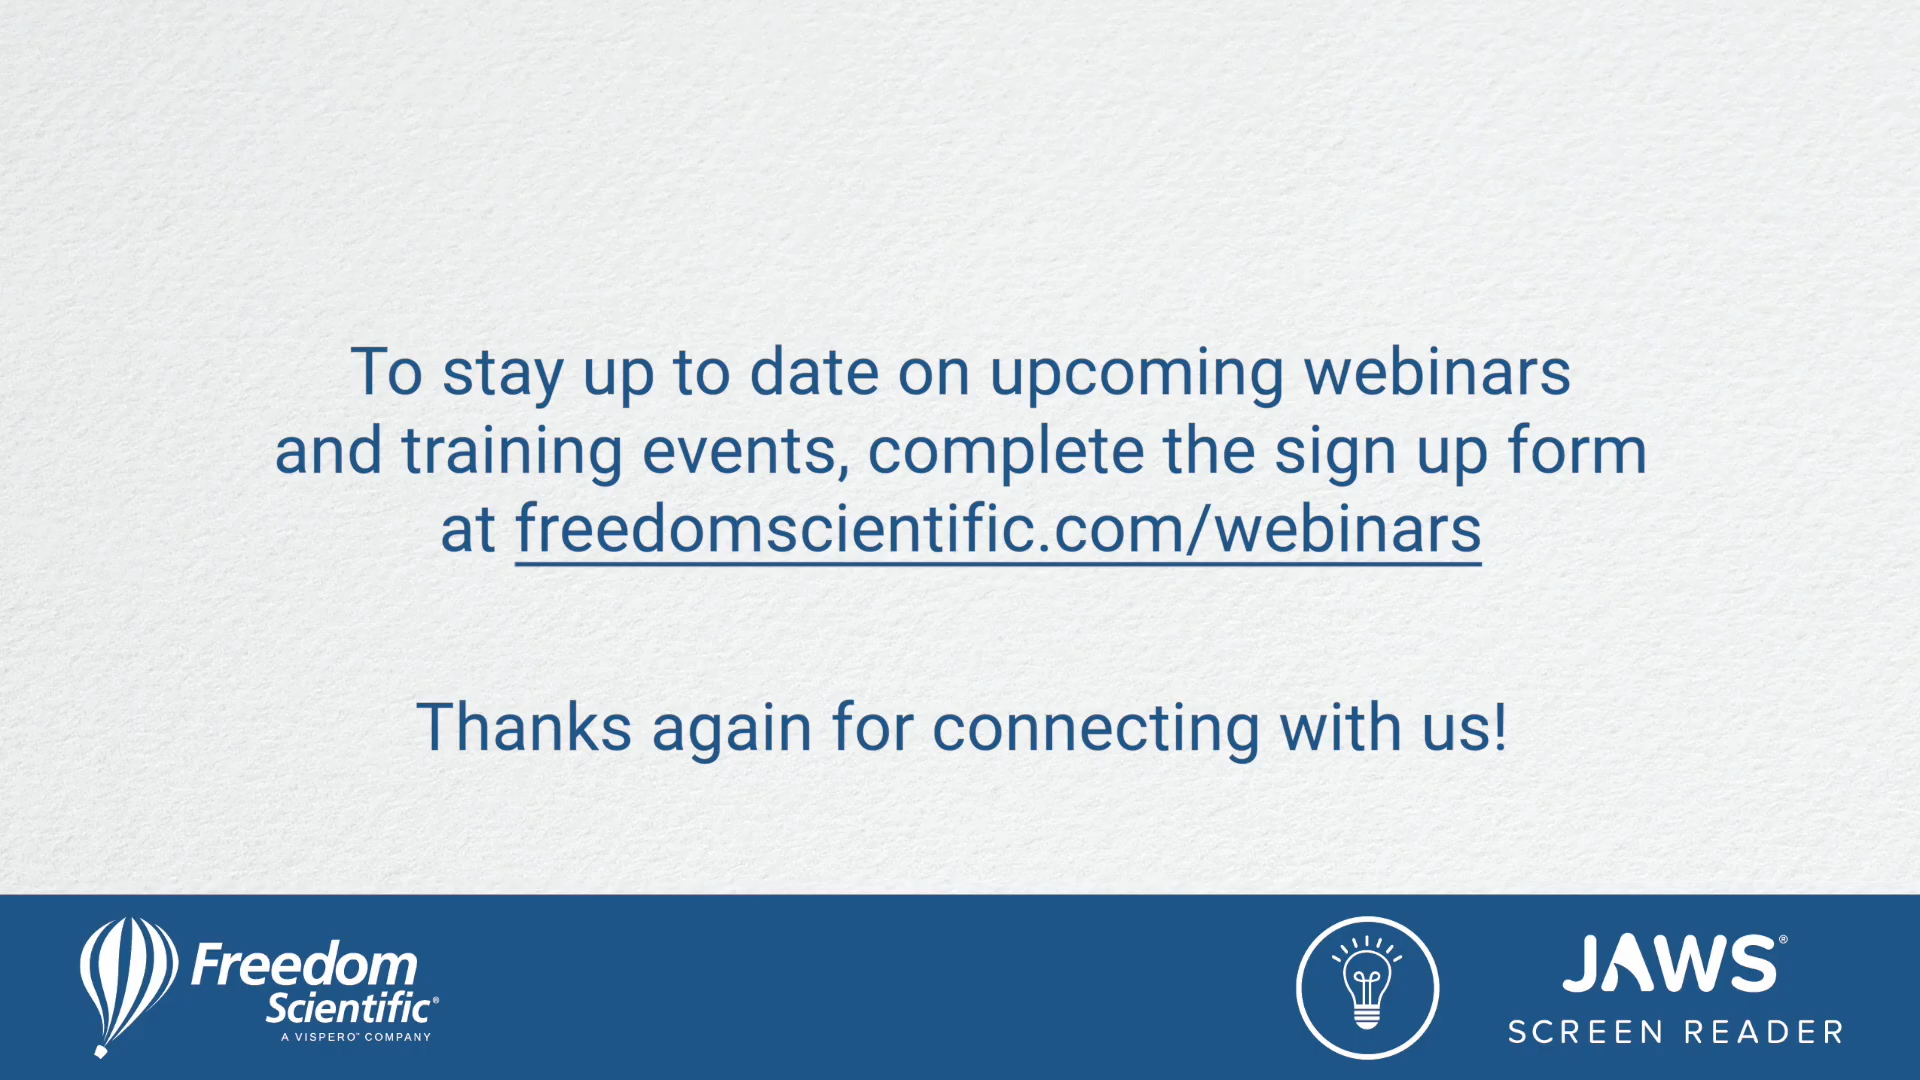 To stay up to date on upcoming webinars
and training events, complete the sign up form
at freedomscientific.com/webinars
Thanks again for connecting with us!
Freedom
Scientific®
A VISPERO™ COMPANY
JAWS®
SCREEN READER